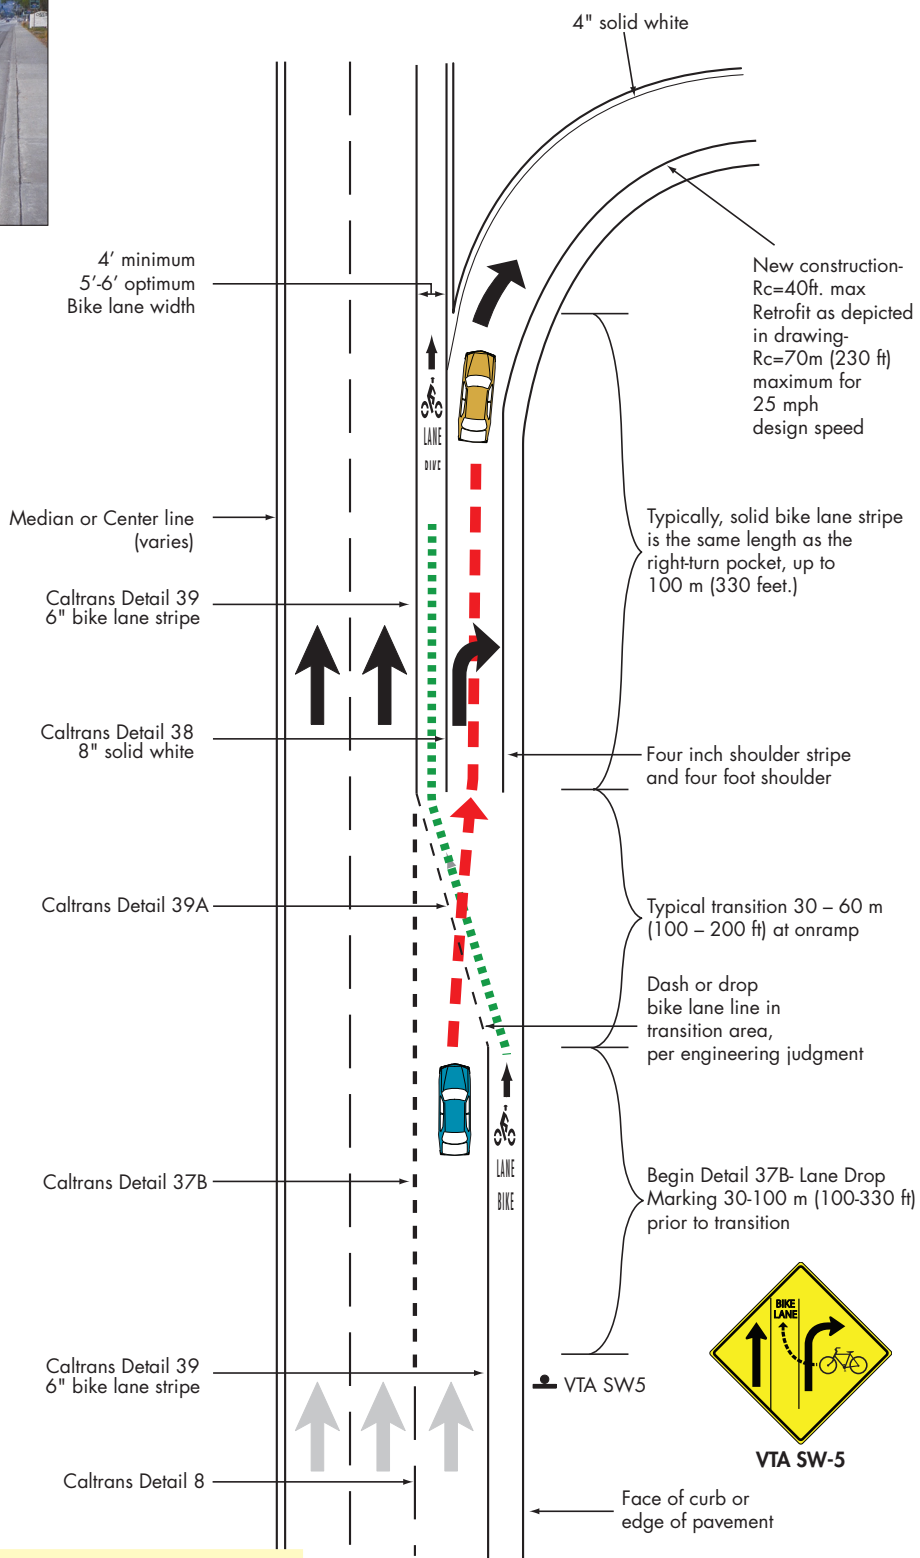 4" solid white
4’ minimum
5’-6’ optimum
Bike lane width
New construction-
Rc=40ft. max
Retrofit as depicted
in drawing-
Rc=70m (230 ft)
maximum for
25 mph
design speed
LANE
BIKE
Median or Center line
(varies)
Typically, solid bike lane stripe
is the same length as the
right-turn pocket, up to
100 m (330 feet.)
Caltrans Detail 39
6" bike lane stripe
Caltrans Detail 38
8" solid white
Four inch shoulder stripe
and four foot shoulder
Caltrans Detail 39A
Typical transition 30 – 60 m
(100 – 200 ft) at onramp
Dash or drop
bike lane line in
transition area,
per engineering judgment
LANE
BIKE
Caltrans Detail 37B
Begin Detail 37B- Lane Drop
Marking 30-100 m (100-330 ft)
prior to transition
BIKE
LANE
Caltrans Detail 39
6" bike lane stripe
VTA SW5
VTA SW-5
Caltrans Detail 8
Face of curb or
edge of pavement